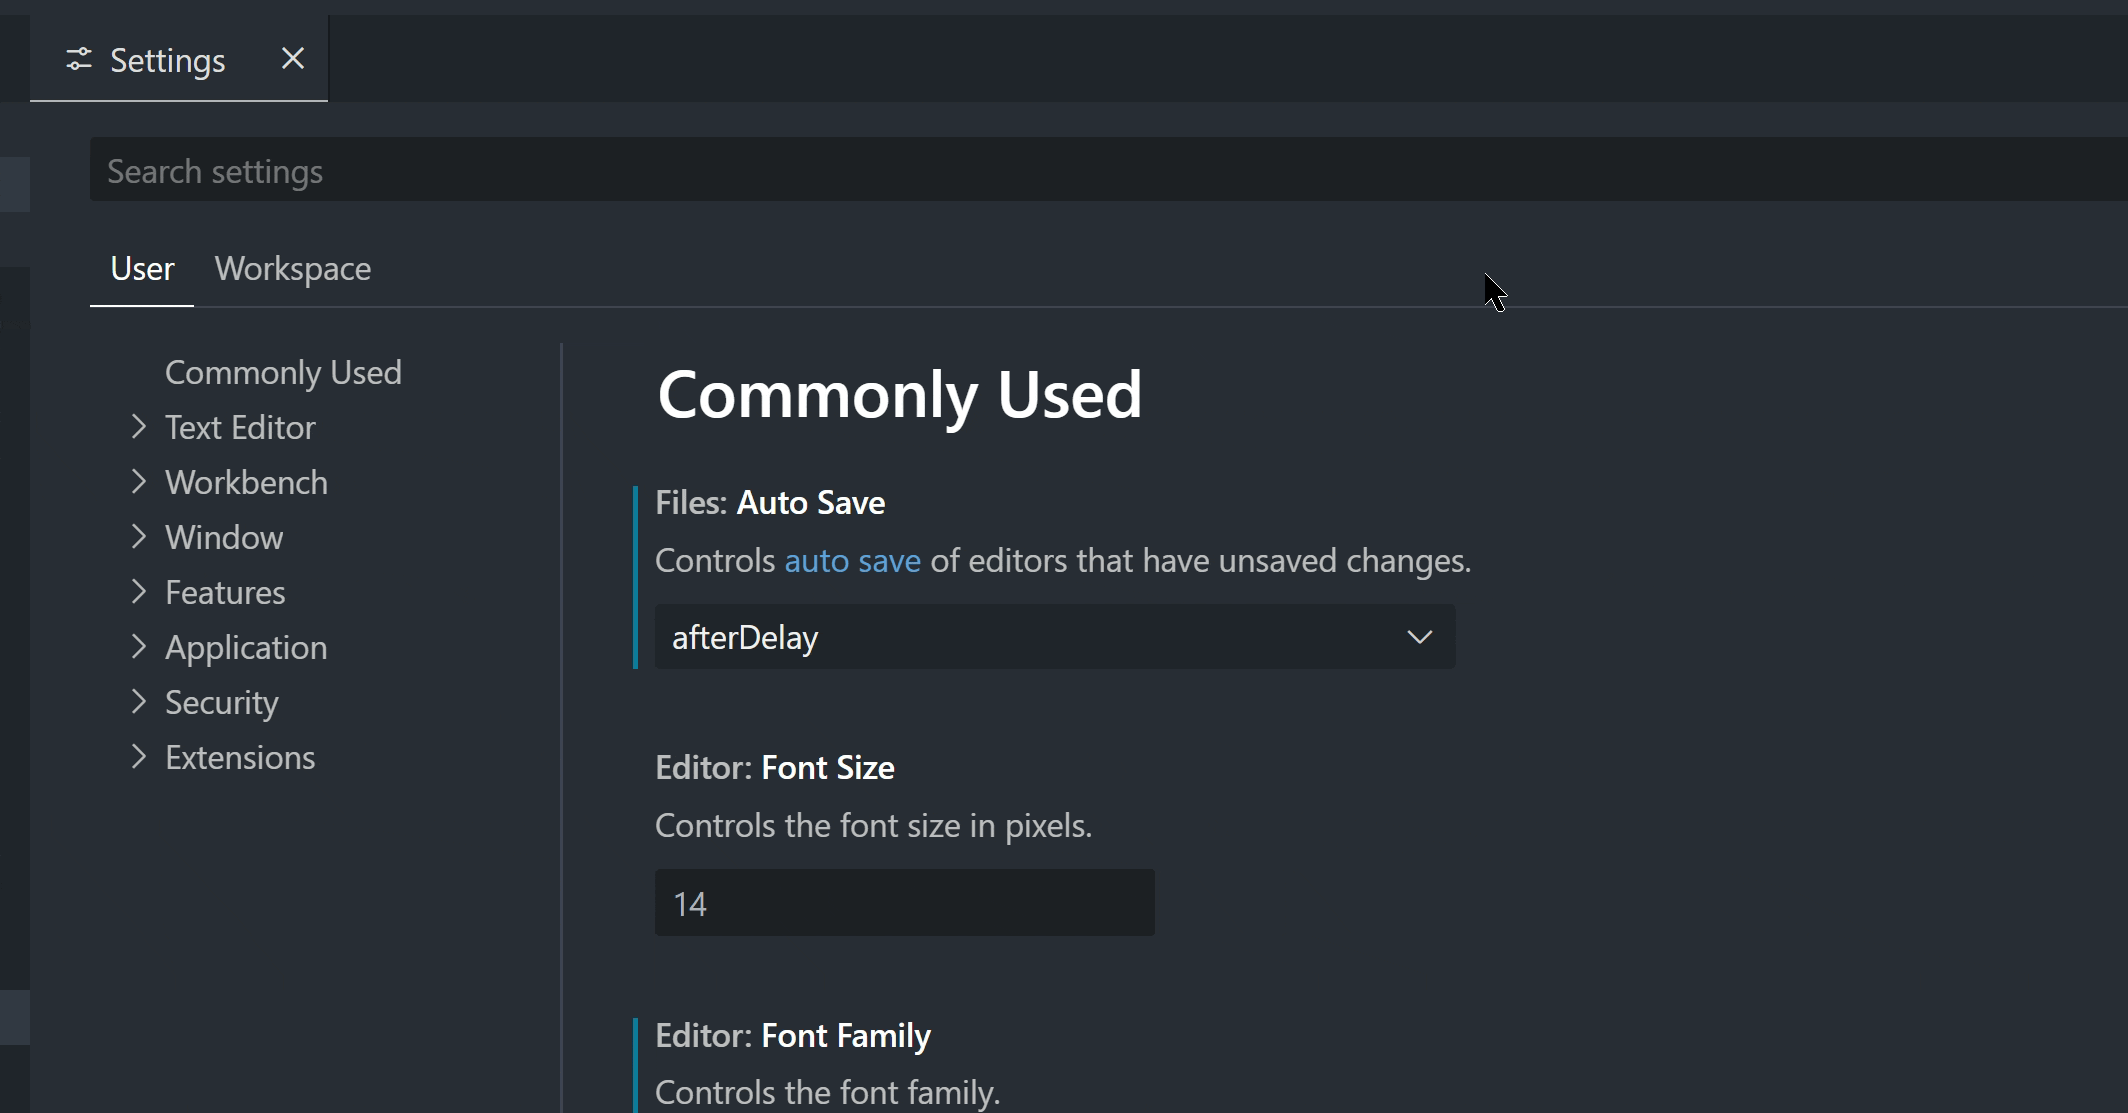 Settings
Search settings
User Workspace
Commonly Used
Text Editor
Workbench
Window
Features
Application
Security
Extensions
Commonly Used
Files: Auto Save
Controls auto save of editors that have unsaved changes.
afterDelay
Editor: Font Size
Controls the font size in pixels.
14
Editor: Font Family
Controls the font family.